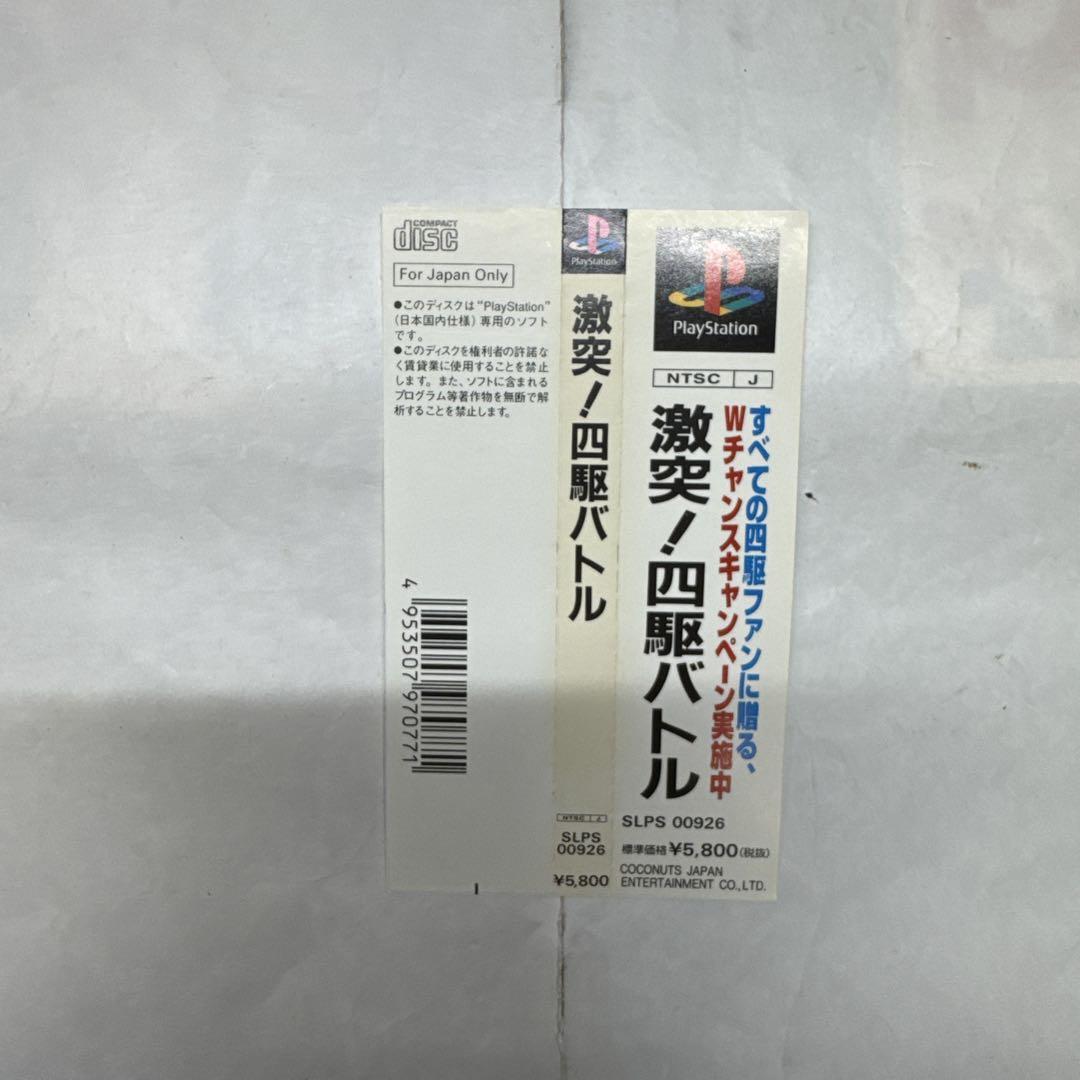 COMPACT
disc
For Japan Only
●このディスクは“PlayStation”
(日本国内仕様)専用のソフト
です。
●このディスクを権利者の許諾な
く賃貸業に使用することを禁止
します。また、ソフトに含まれる
プログラム等著作物を無断で解
析することを禁止します。
4 953507 970771
PlayStation
激突!四駆バトル
NTSC J
SLPS
00926
¥5,800
PlayStation
NTSC J
すべての四駆ファンに贈る、
Wチャンスキャンペーン実施中
激突!四駆バトル
SLPS 00926
標準価格¥5,800(税抜)
COCONUTS JAPAN
ENTERTAINMENT CO.,LTD.